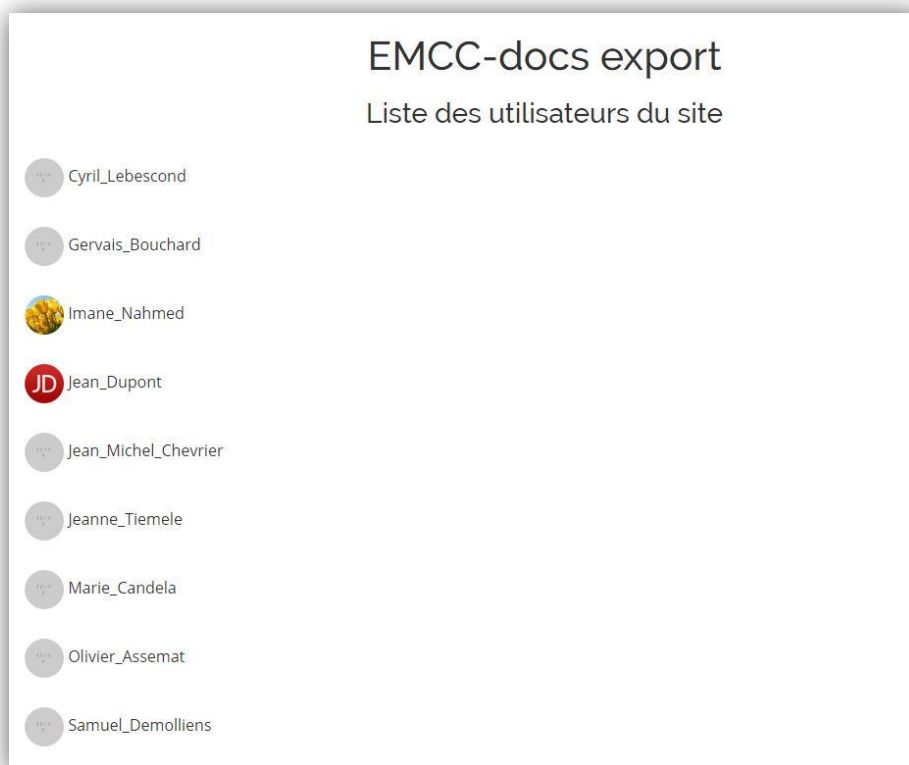 EMCC-docs export
Liste des utilisateurs du site
Cyril_Lebescond
Gervais_Bouchard
Imane_Nahmed
JD Jean_Dupont
Jean_Michel_Chevrier
Jeanne_Tiemele
Marie_Candela
Olivier_Assemat
Samuel_Demolliens